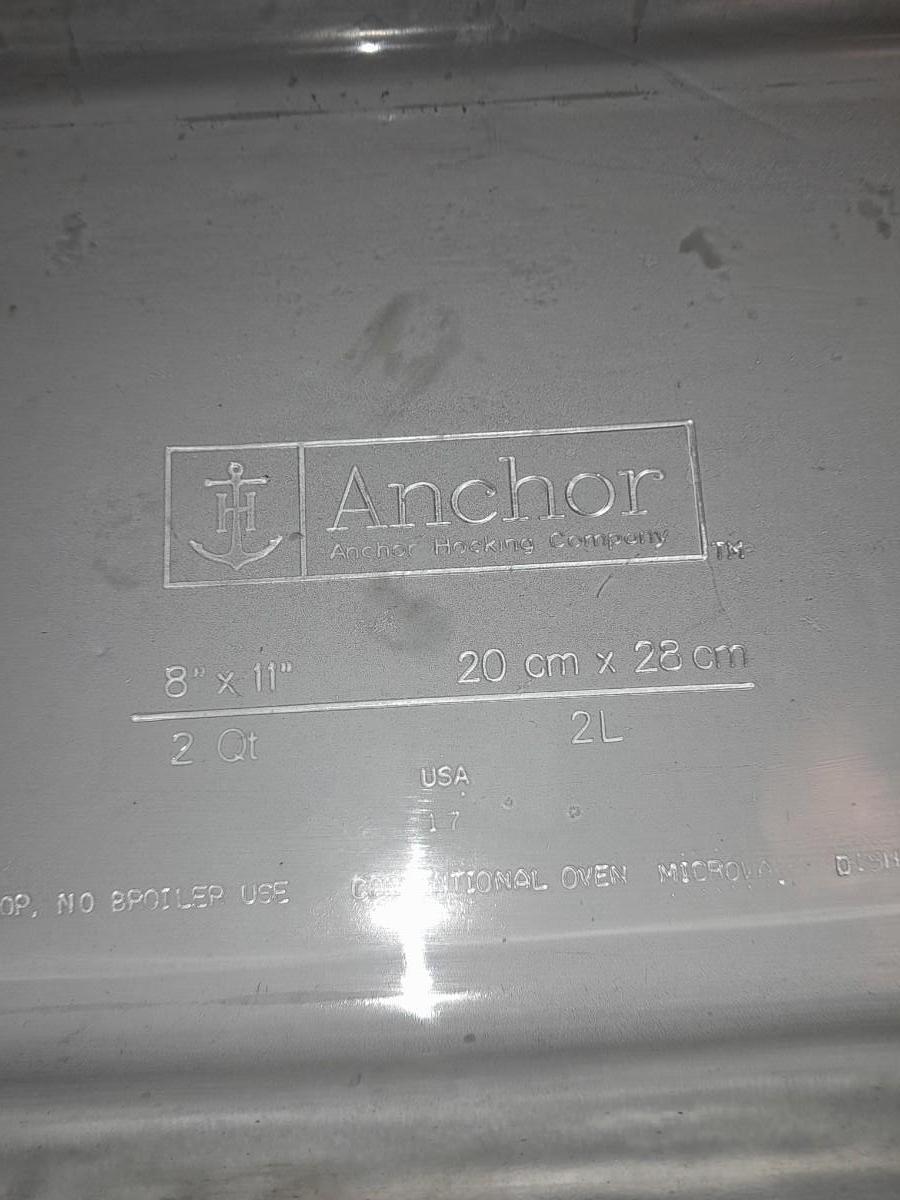 H
Anchor
Anchor Hocking Company
TM
8" x 11" 20 cm x 28 cm
2 Qt 2L
USA
17
OP, NO BROILER USE CONVENTIONAL OVEN